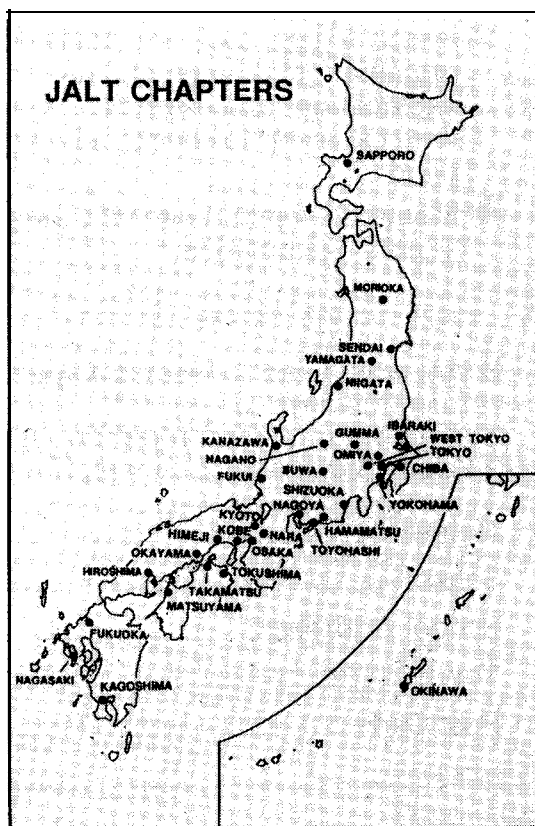 JALT CHAPTERS
SAPPORO
MORIOKA
SENDAI
YAMAGATA
NIIGATA
IBARAKI
GUMMA
WEST TOKYO
KANAZAWA
OMIYA
TOKYO
NAGANO
SUWA
CHIBA
FUKUI
SHIZUOKA
NAGOYA
YOKOHAMA
KYOTO
HAMAMATSU
KOBE
HIMEJI
NARA
OSAKA
TOYOHASHI
OKAYAMA
HIROSHIMA
TOKUSHIMA
TAKAMATSU
MATSUYAMA
FUKUOKA
NAGASAKI
KAGOSHIMA
OKINAWA